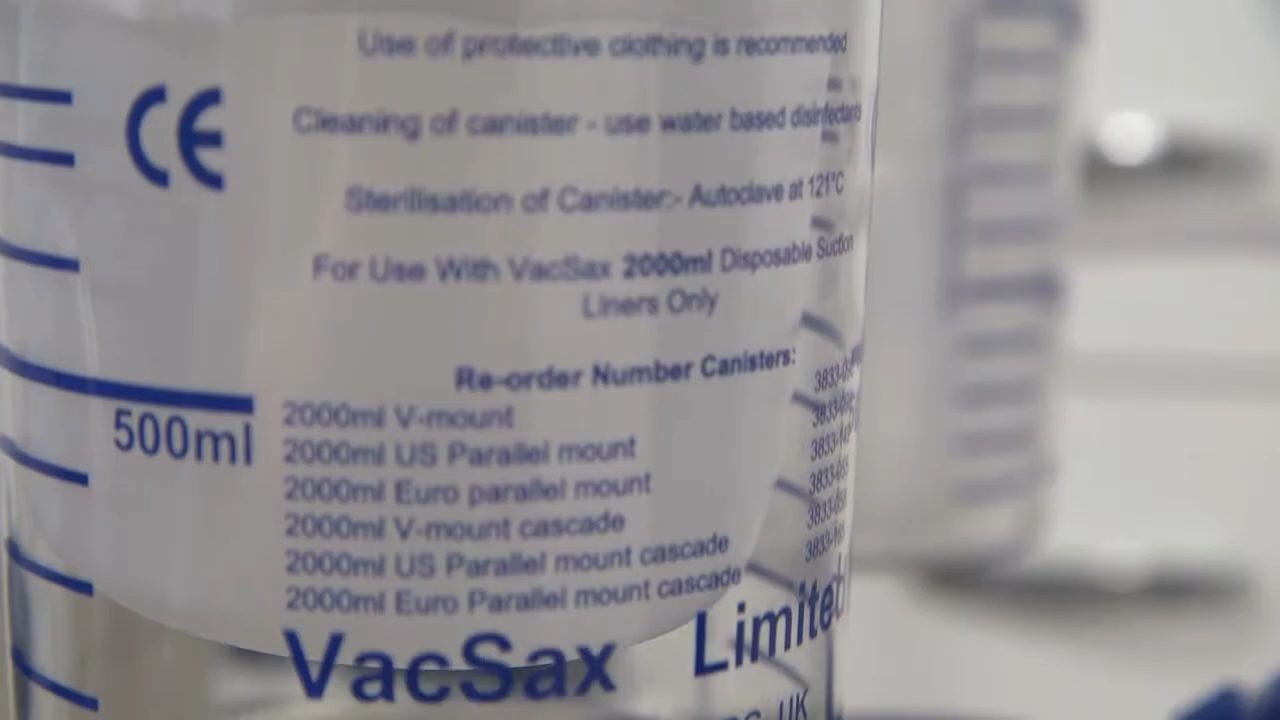 Use of protective clothing is recommended
CE
Cleaning of canister - use water based
Sterilisation of Canister:- Autoclave at 121°C
For Use With VacSax 2000ml Disposable Suction
Liners Only
Re-order Number Canisters:
500ml
2000ml V-mount
2000ml US Parallel mount
2000ml Euro parallel mount
2000ml V-mount cascade
2000ml US Parallel mount cascade
2000ml Euro Parallel mount cascade
VacSax Limited
UK